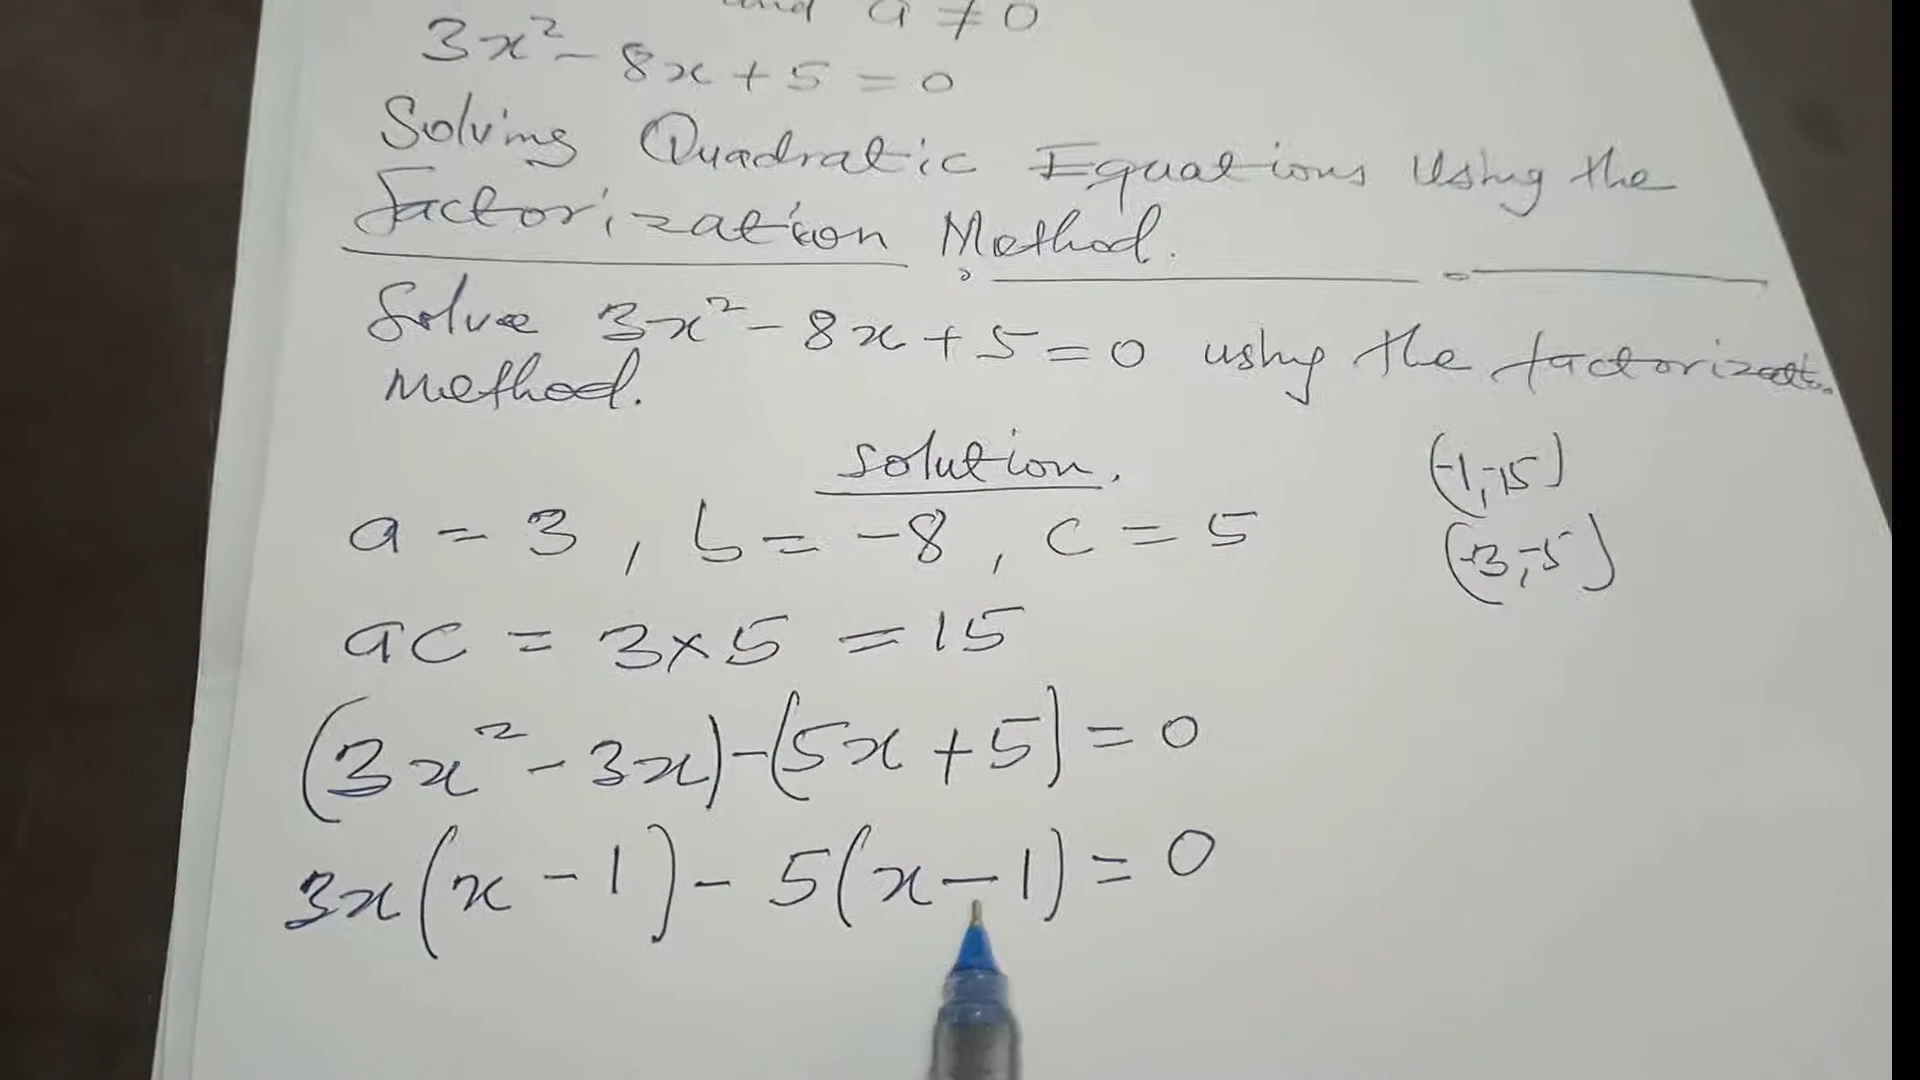 and a ≠ 0
3x² - 8x + 5 = 0
Solving Quadratic Equations Using the
Factorization Method.
Solve 3x² - 8x + 5 = 0 using the
method.
solution.
a = 3, b = -8, c = 5
(-1,-15)
(-3,-5)
ac = 3×5 = 15
(3x² - 3x) - (5x + 5) = 0
3x(x - 1) - 5(x - 1) = 0